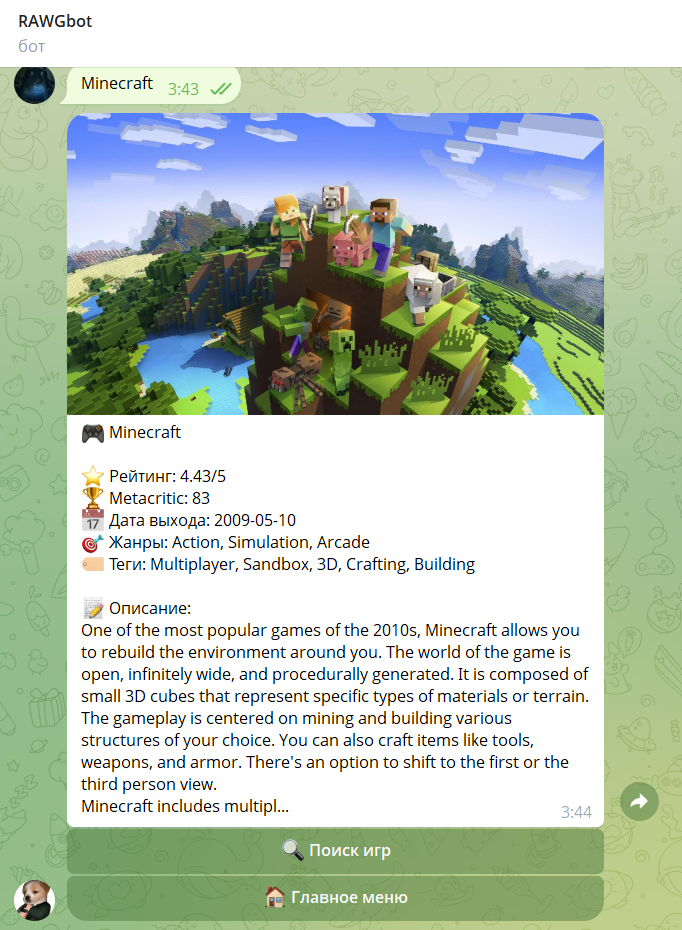 RAWGbot
бот
Minecraft 3:43
🎮 Minecraft
⭐ Рейтинг: 4.43/5
🏆 Metacritic: 83
📅 Дата выхода: 2009-05-10
🎯 Жанры: Action, Simulation, Arcade
🏷️ Теги: Multiplayer, Sandbox, 3D, Crafting, Building
📝 Описание:
One of the most popular games of the 2010s, Minecraft allows you
to rebuild the environment around you. The world of the game is
open, infinitely wide, and procedurally generated. It is composed of
small 3D cubes that represent specific types of materials or terrain.
The gameplay is centered on mining and building various
structures of your choice. You can also craft items like tools,
weapons, and armor. There's an option to shift to the first or the
third person view.
Minecraft includes multipl...
3:44
🔍 Поиск игр
🏠 Главное меню